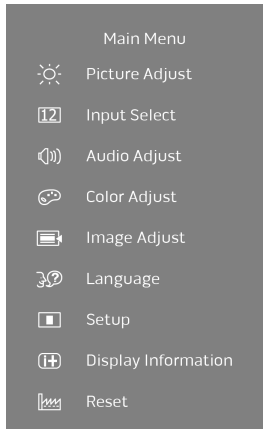 Main Menu
Picture Adjust
12 Input Select
Audio Adjust
Color Adjust
Image Adjust
? Language
Setup
i+ Display Information
Reset